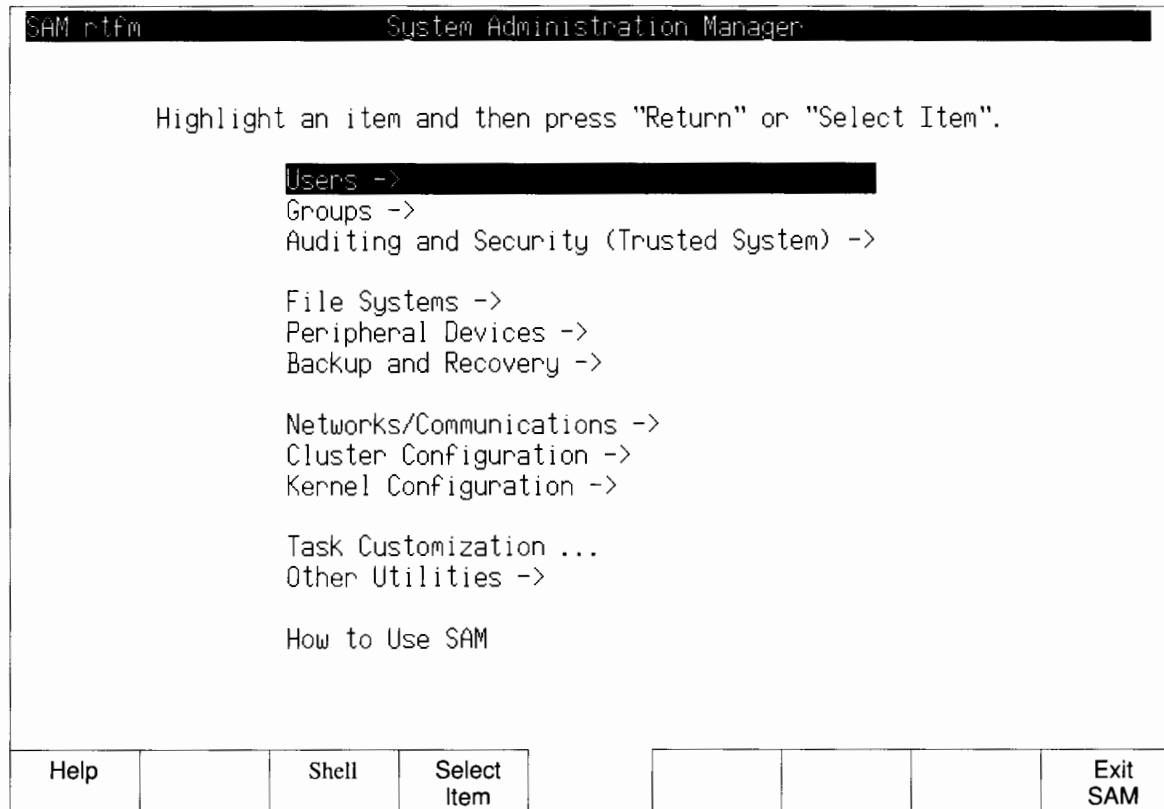 SAM rtfm System Administration Manager
Highlight an item and then press "Return" or "Select Item".
Users ->
Groups ->
Auditing and Security (Trusted System) ->
File Systems ->
Peripheral Devices ->
Backup and Recovery ->
Networks/Communications ->
Cluster Configuration ->
Kernel Configuration ->
Task Customization ...
Other Utilities ->
How to Use SAM
Help Shell Select Item Exit SAM